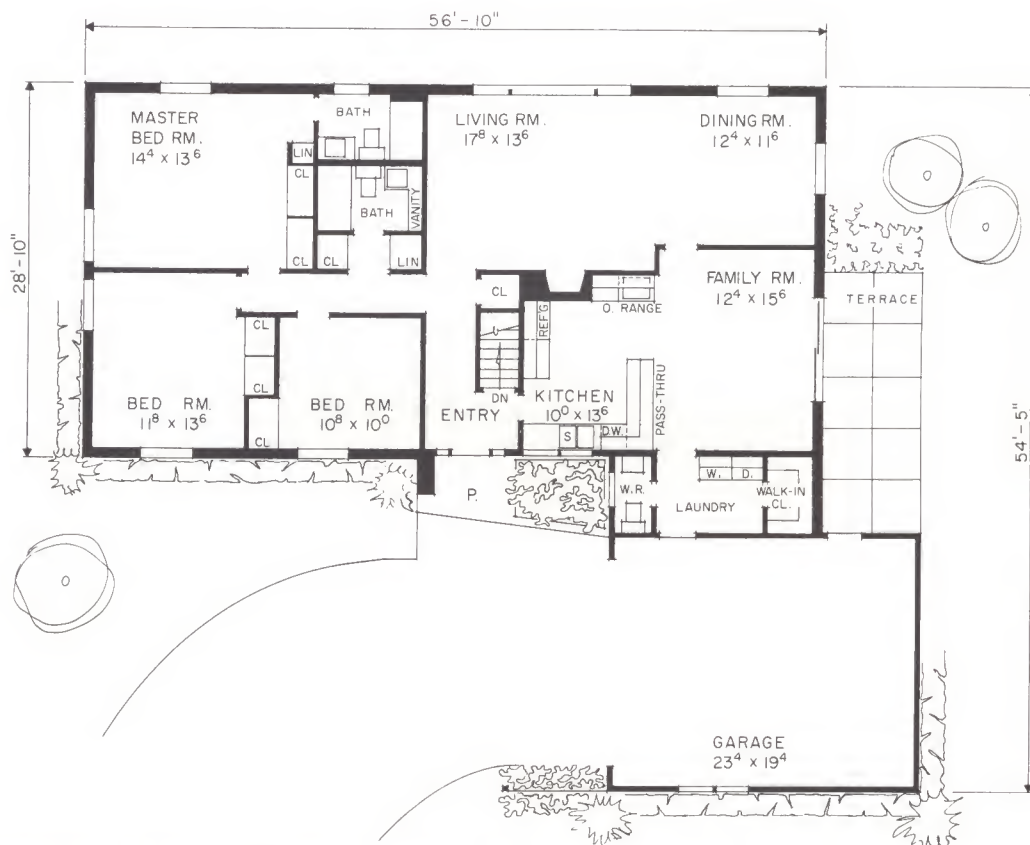 56'-10"
MASTER
BED RM.
14⁴ x 13⁶
BATH
LIVING RM.
17⁸ x 13⁶
DINING RM.
12⁴ x 11⁶
LIN
CL
BATH
VANITY
CL
CL
LIN
28'-10"
CL
FAMILY RM.
12⁴ x 15⁶
TERRACE
REF'G
O. RANGE
U
CL
CL
DN
BED RM.
11⁸ x 13⁶
BED RM.
10⁸ x 10⁰
ENTRY
KITCHEN
10⁰ x 13⁶
PASS-THRU
CL
S
D.W.
54'-5"
P.
W.R.
W.
D.
LAUNDRY
WALK-IN
CL.
GARAGE
23⁴ x 19⁴